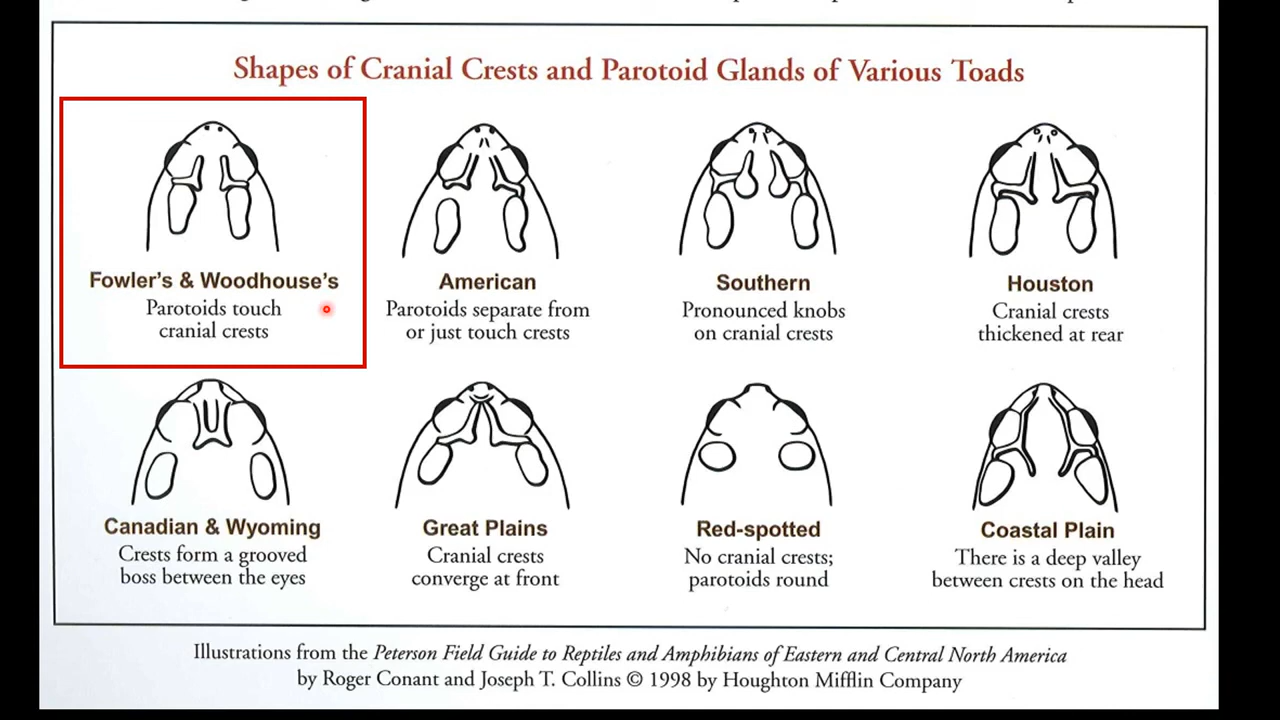 Shapes of Cranial Crests and Parotoid Glands of Various Toads
Fowler's & Woodhouse's
Parotoids touch
cranial crests
American
Parotoids separate from
or just touch crests
Southern
Pronounced knobs
on cranial crests
Houston
Cranial crests
thickened at rear
Canadian & Wyoming
Crests form a grooved
boss between the eyes
Great Plains
Cranial crests
converge at front
Red-spotted
No cranial crests;
parotoids round
Coastal Plain
There is a deep valley
between crests on the head
Illustrations from the Peterson Field Guide to Reptiles and Amphibians of Eastern and Central North America
by Roger Conant and Joseph T. Collins © 1998 by Houghton Mifflin Company